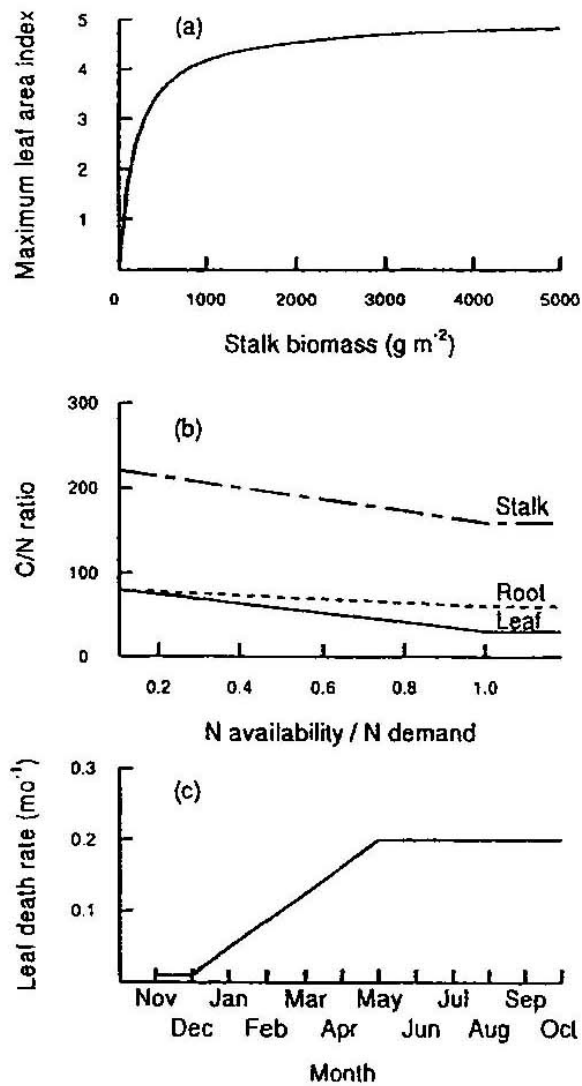 (a)
Maximum leaf area index
5
4
3
2
1
0 1000 2000 3000 4000 5000
Stalk biomass (g m⁻²)
(b)
C/N ratio
300
200
100
0
Stalk
Root
Leaf
0.2 0.4 0.6 0.8 1.0
N availability / N demand
(c)
Leaf death rate (mo⁻¹)
0.3
0.2
0.1
Nov Jan Mar May Jul Sep
Dec Feb Apr Jun Aug Oct
Month